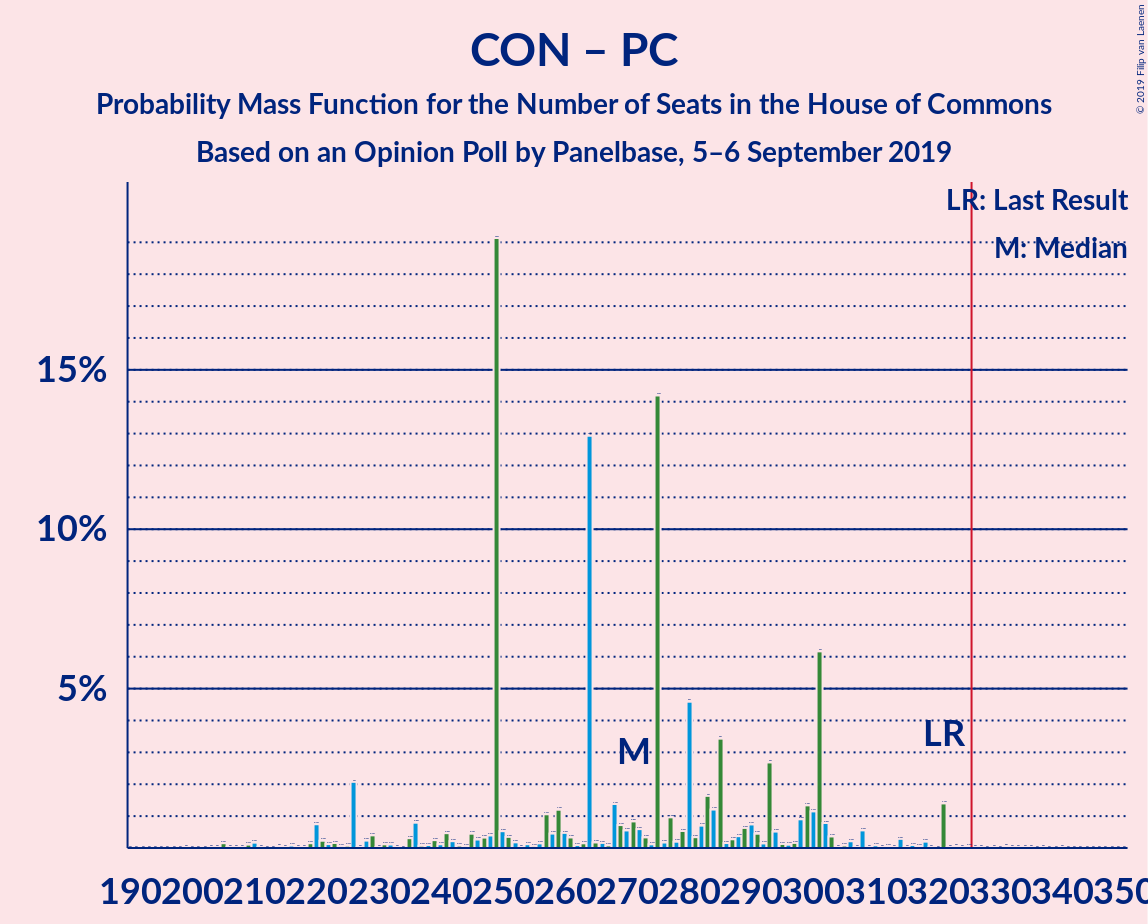 CON – PC
Probability Mass Function for the Number of Seats in the House of Commons
Based on an Opinion Poll by Panelbase, 5–6 September 2019
© 2019 Filip van Laenen
LR: Last Result
M: Median
15%
10%
5%
M
LR
190 200 210 220 230 240 250 260 270 280 290 300 310 320 330 340 350